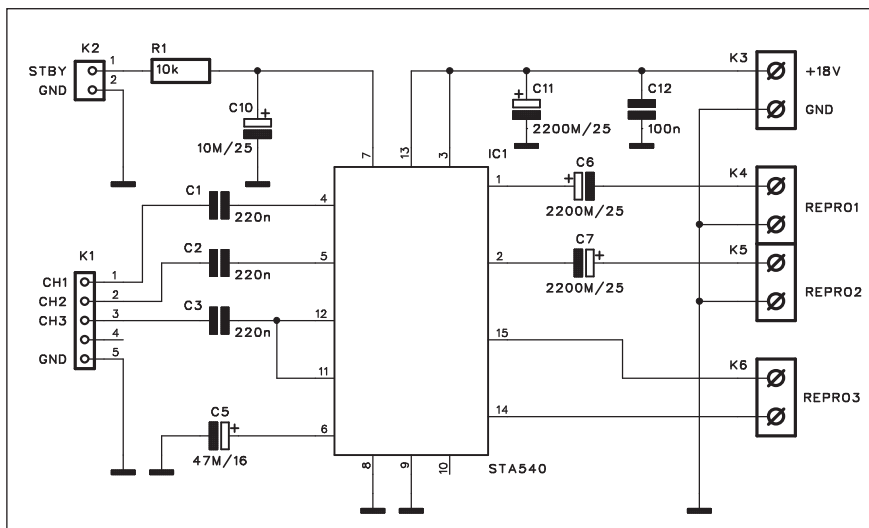 K2
R1
K3
STBY
1
10k
+18V
GND
2
C10
C11
C12
GND
10M/25
2200M/25
100n
7
13
3
IC1
C1
1
C6
K4
4
220n
2200M/25
REPRO1
C2
C7
K5
K1
5
2
CH1
1
220n
2200M/25
REPRO2
CH2
2
C3
CH3
3
12
15
4
220n
K6
GND
5
11
REPRO3
C5
6
14
47M/16
8
9
10
STA540